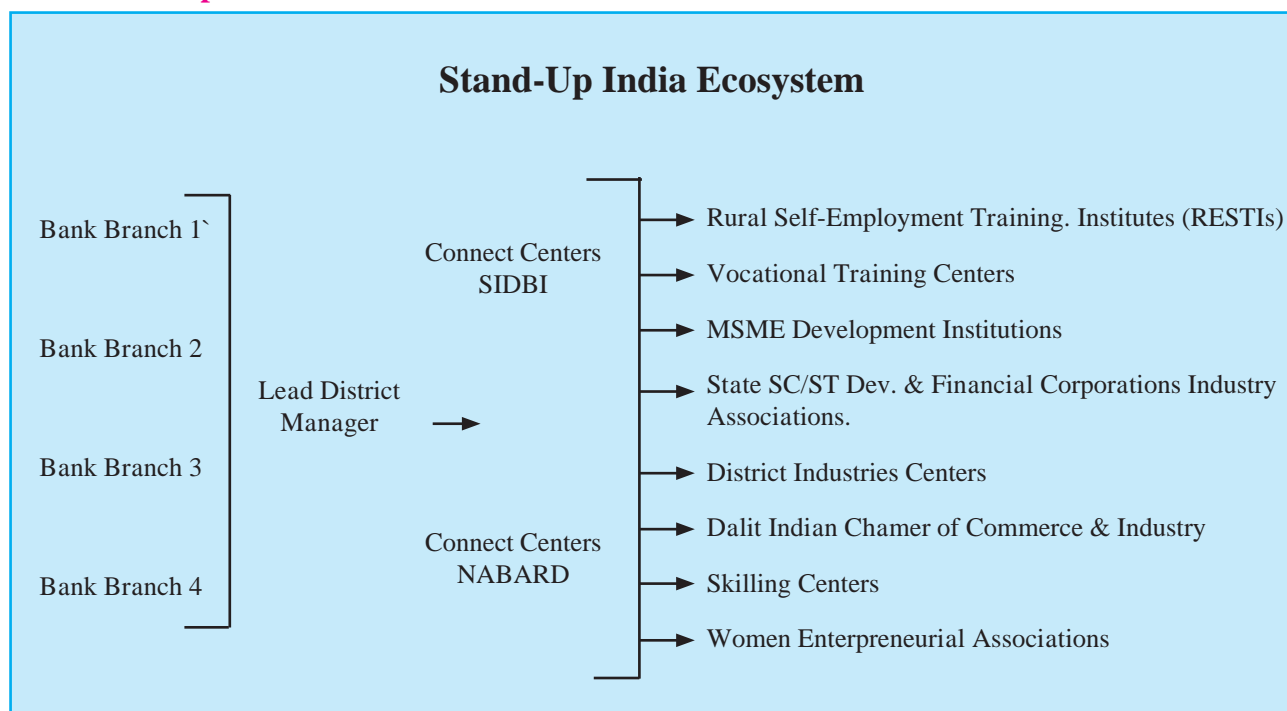 Stand-Up India Ecosystem
Bank Branch 1`
Bank Branch 2
Bank Branch 3
Bank Branch 4
Lead District
Manager
Connect Centers
SIDBI
Connect Centers
NABARD
Rural Self-Employment Training. Institutes (RESTIs)
Vocational Training Centers
MSME Development Institutions
State SC/ST Dev. & Financial Corporations Industry
Associations.
District Industries Centers
Dalit Indian Chamer of Commerce & Industry
Skilling Centers
Women Enterpreneurial Associations